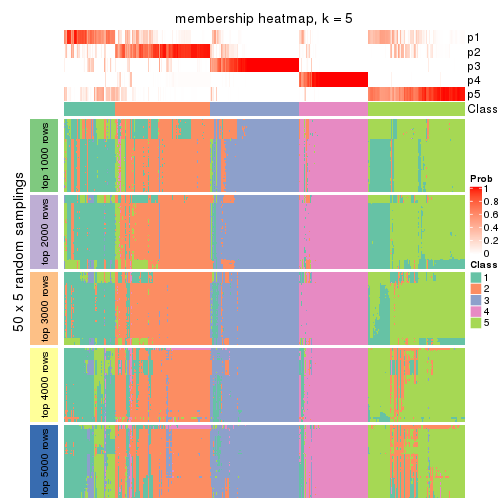 membership heatmap, k = 5
p1
p2
p3
p4
p5
Class
50 x 5 random samplings
top 1000 rows
top 2000 rows
top 3000 rows
top 4000 rows
top 5000 rows
Prob
1
0.8
0.6
0.4
0.2
0
Class
1
2
3
4
5